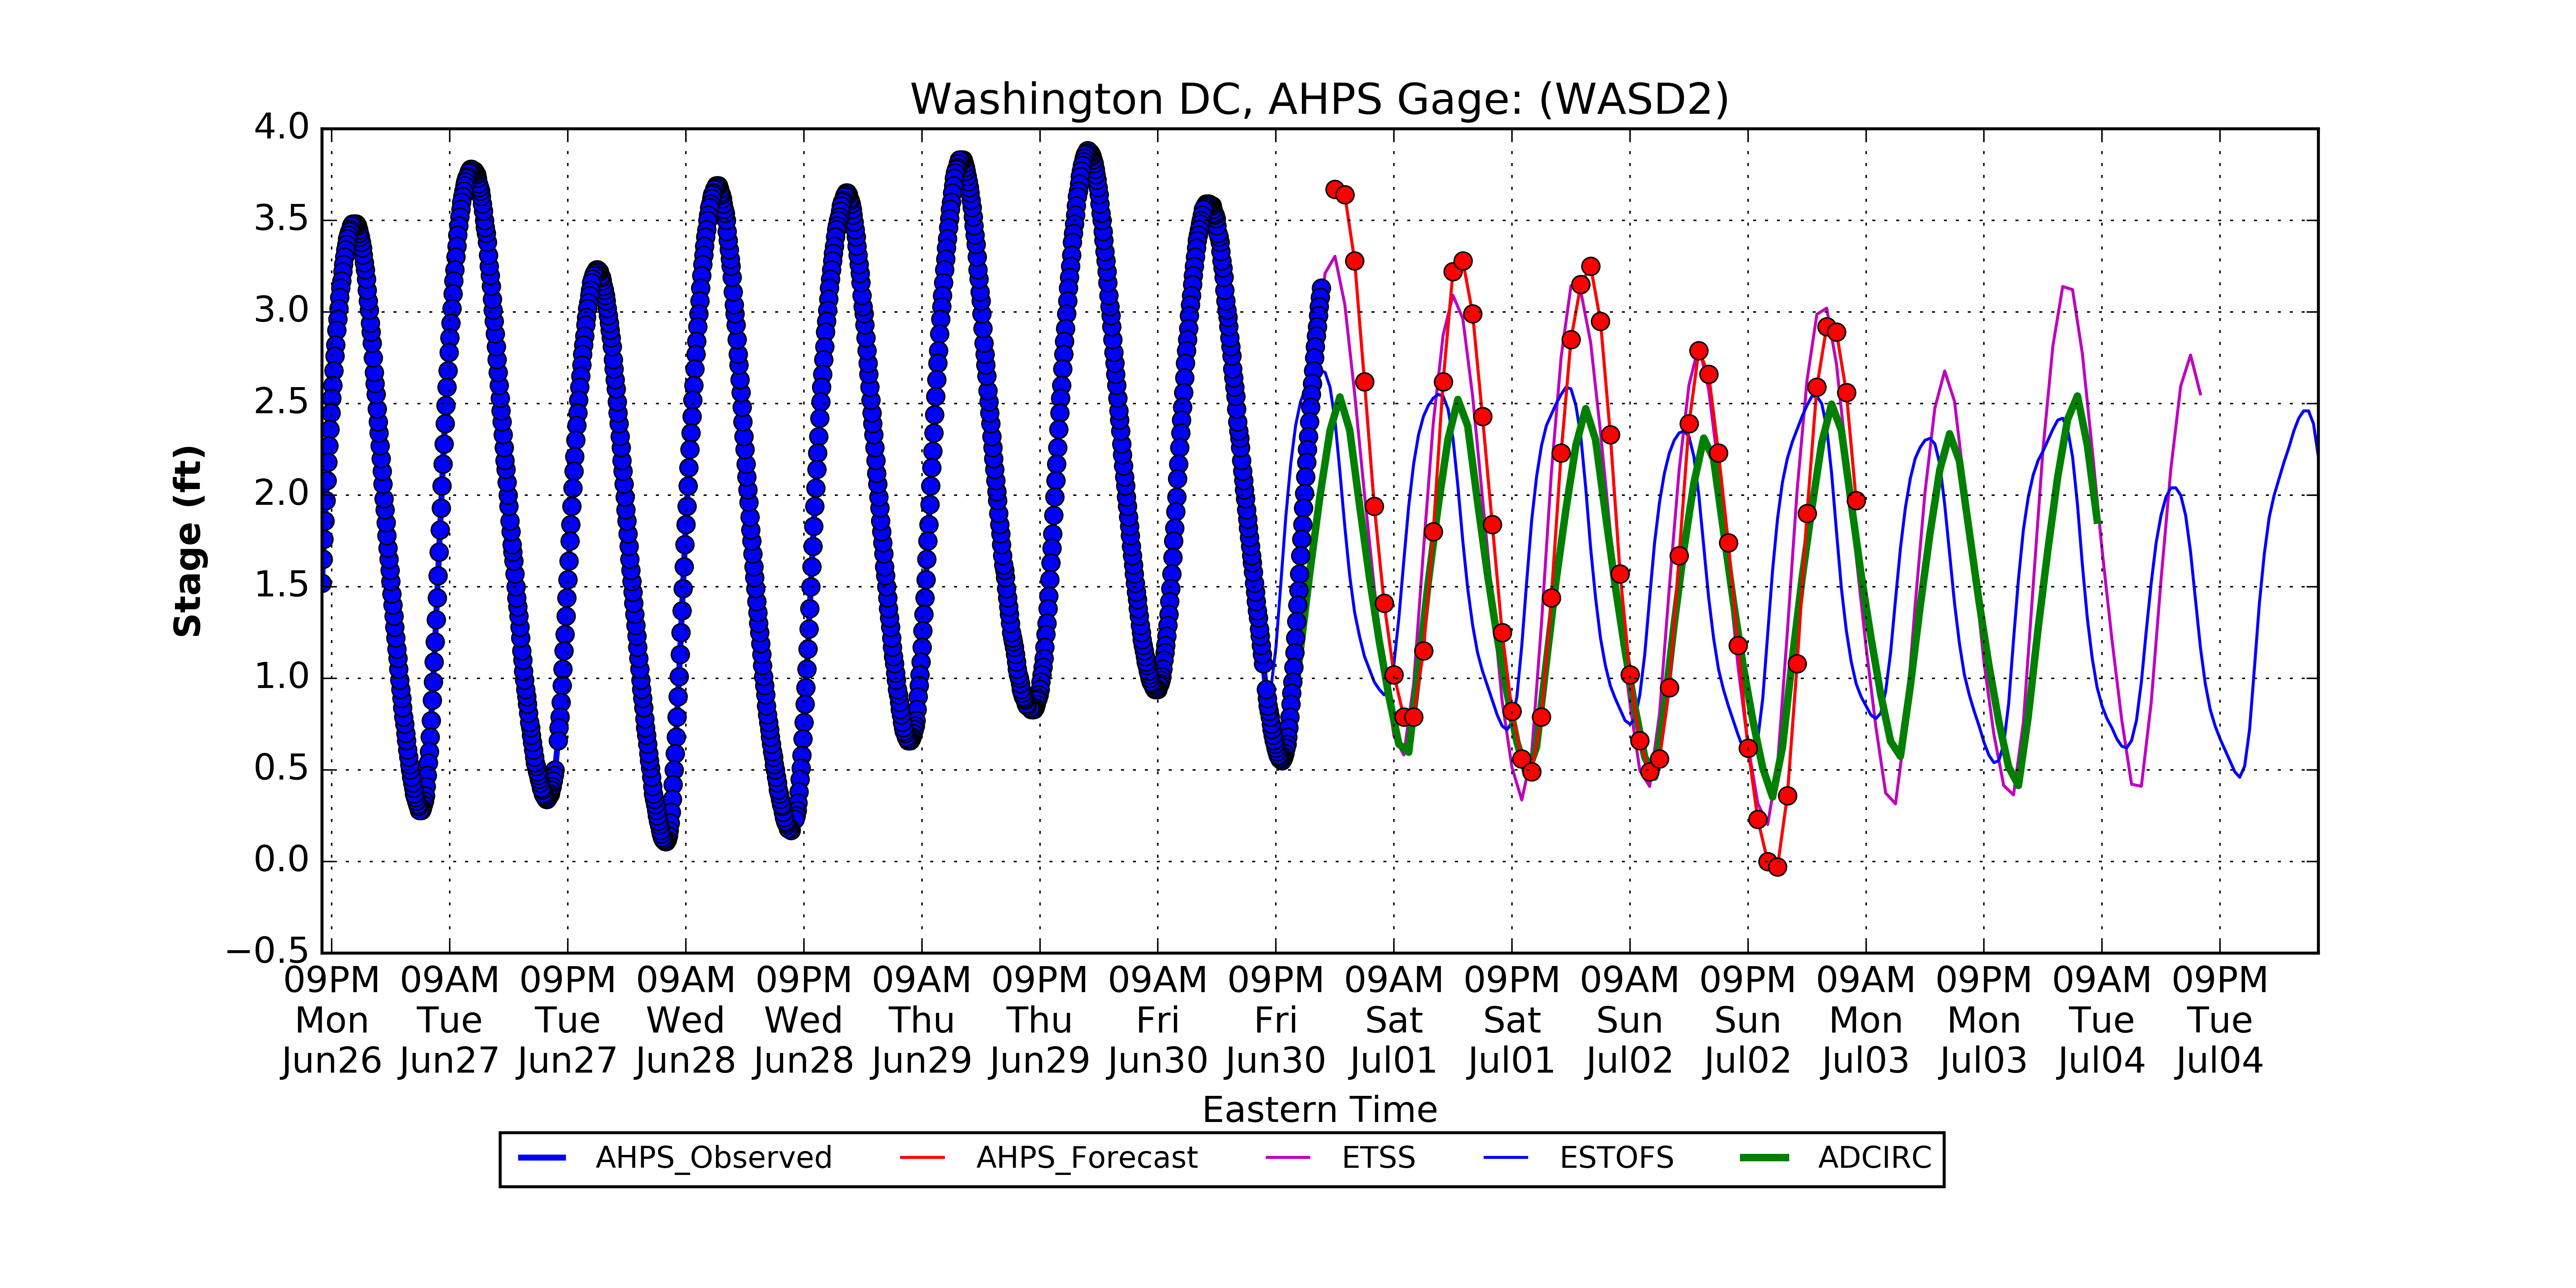 Washington DC, AHPS Gage: (WASD2)
4.0
3.5
3.0
2.5
2.0
1.5
1.0
0.5
0.0
−0.5
Stage (ft)
09PM 09AM 09PM 09AM 09PM 09AM 09PM 09AM 09PM 09AM 09PM 09AM 09PM 09AM 09PM 09AM 09PM
Mon Tue Tue Wed Wed Thu Thu Fri Fri Sat Sat Sun Sun Mon Mon Tue Tue
Jun26 Jun27 Jun27 Jun28 Jun28 Jun29 Jun29 Jun30 Jun30 Jul01 Jul01 Jul02 Jul02 Jul03 Jul03 Jul04 Jul04
Eastern Time
AHPS_Observed AHPS_Forecast ETSS ESTOFS ADCIRC